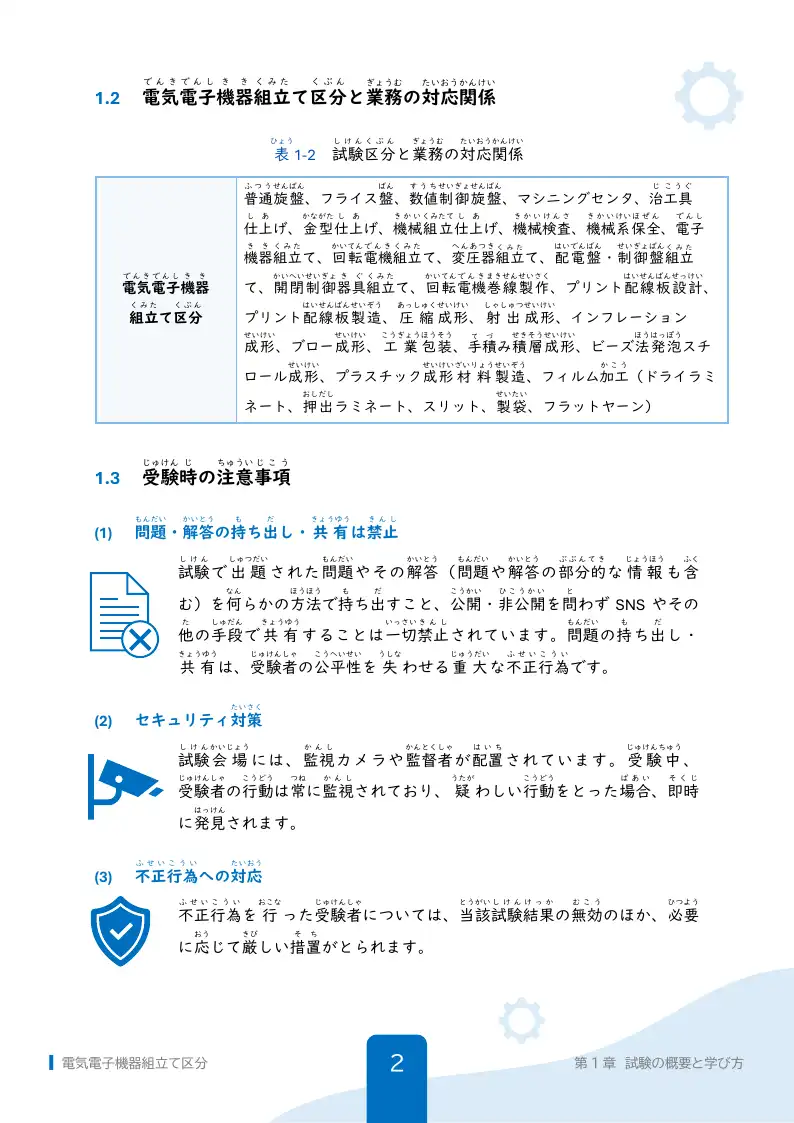 1.2 電気電子機器組立て区分と業務の対応関係
表 1-2 試験区分と業務の対応関係
電気電子機器
組立て区分
普通旋盤、フライス盤、数値制御旋盤、マシニングセンタ、治工具
仕上げ、金型仕上げ、機械組立仕上げ、機械検査、機械系保全、電子
機器組立て、回転電機組立て、変圧器組立て、配電盤・制御盤組立
て、開閉制御器具組立て、回転電機巻線製作、プリント配線板設計、
プリント配線板製造、圧縮成形、射出成形、インフレーション
成形、ブロー成形、工業包装、手積み積層成形、ビーズ法発泡スチ
ロール成形、プラスチック成形材料製造、フィルム加工（ドライラミ
ネート、押出ラミネート、スリット、製袋、フラットヤーン）
1.3 受験時の注意事項
(1) 問題・解答の持ち出し・共有は禁止
試験で出題された問題やその解答（問題や解答の部分的な情報も含
む）を何らかの方法で持ち出すこと、公開・非公開を問わず SNS やその
他の手段で共有することは一切禁止されています。問題の持ち出し・
共有は、受験者の公平性を失わせる重大な不正行為です。
(2) セキュリティ対策
試験会場には、監視カメラや監督者が配置されています。受験中、
受験者の行動は常に監視されており、疑わしい行動をとった場合、即時
に発見されます。
(3) 不正行為への対応
不正行為を行った受験者については、当該試験結果の無効のほか、必要
に応じて厳しい措置がとられます。
電気電子機器組立て区分
2
第 1 章 試験の概要と学び方